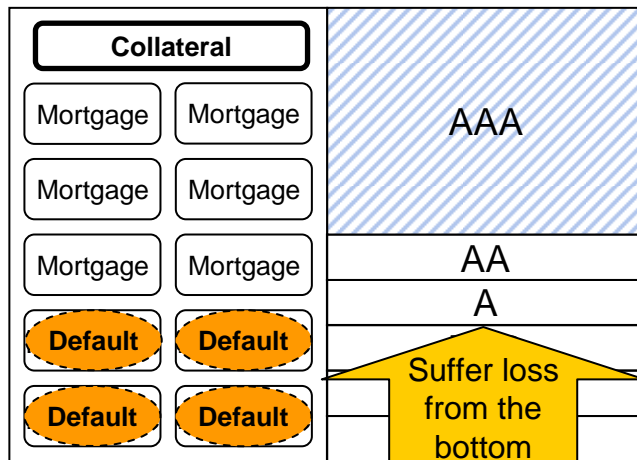 Collateral
Mortgage Mortgage
Mortgage Mortgage
Mortgage Mortgage
Default Default
Default Default
AAA
AA
A
Suffer loss
from the
bottom